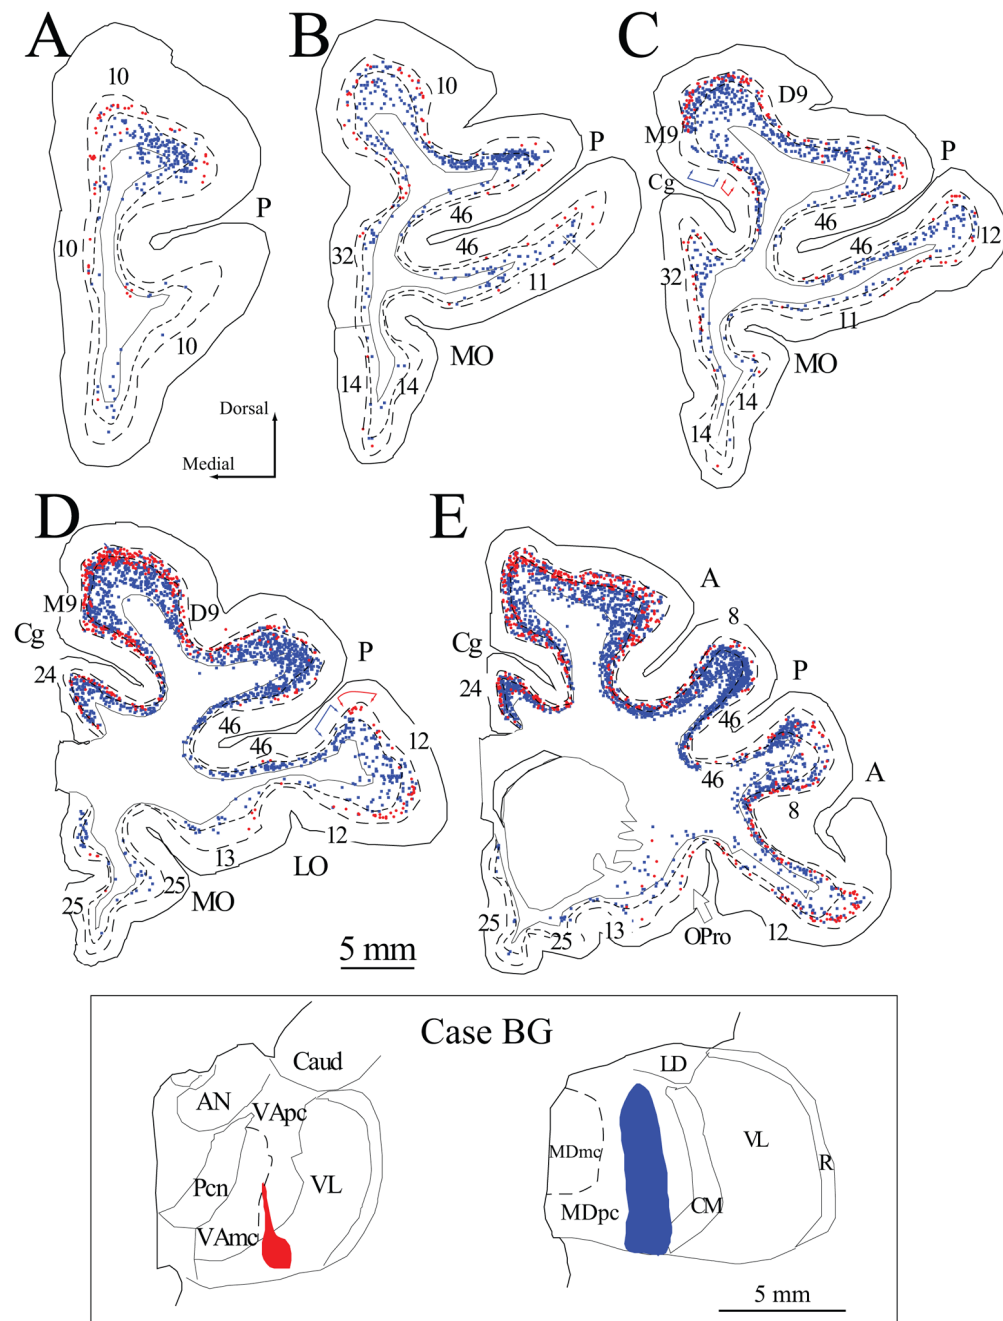 A
10
P
10
10
Dorsal
Medial
B
10
P
46
46
32
11
MO
14
14
C
D9
M9
P
Cg
46
46
12
32
11
MO
14
14
D
M9
D9
Cg
P
24
46
46
12
12
13
LO
25
MO
25
5 mm
E
A
8
Cg
P
24
46
46
A
8
25
25
13
OPro
12
Case BG
Caud
AN
VApc
Pcn
VL
VAmc
LD
MDmc
VL
R
MDpc
CM
5 mm